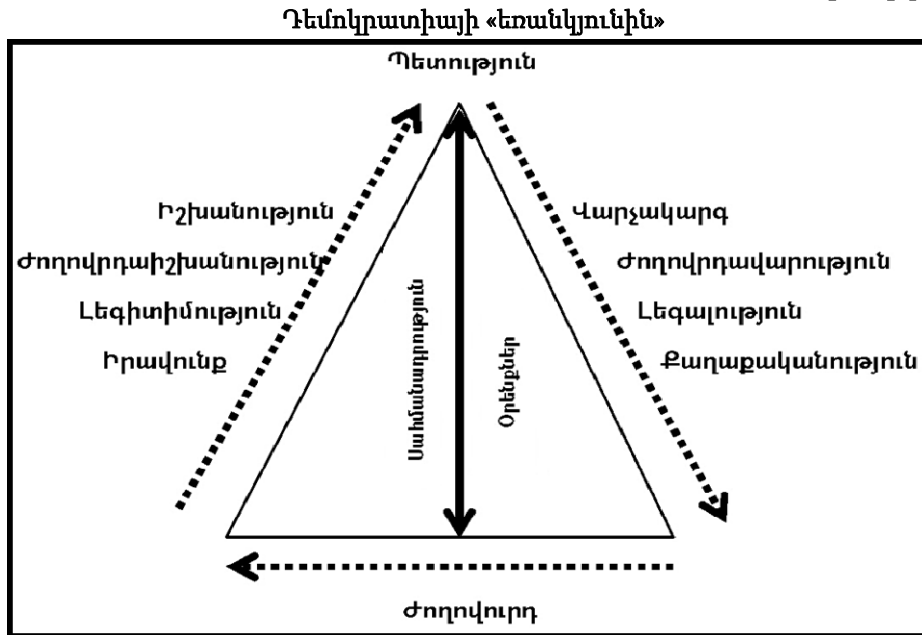 Դեմոկրատիայի «եռանկյունին»
Պետություն
Իշխանություն
Ժողովրդաիշխանություն
Լեգիտիմություն
Իրավունք
Սահմանադրություն
Օրենքներ
Վարչակարգ
Ժողովրդավարություն
Լեգալություն
Քաղաքականություն
Ժողովուրդ